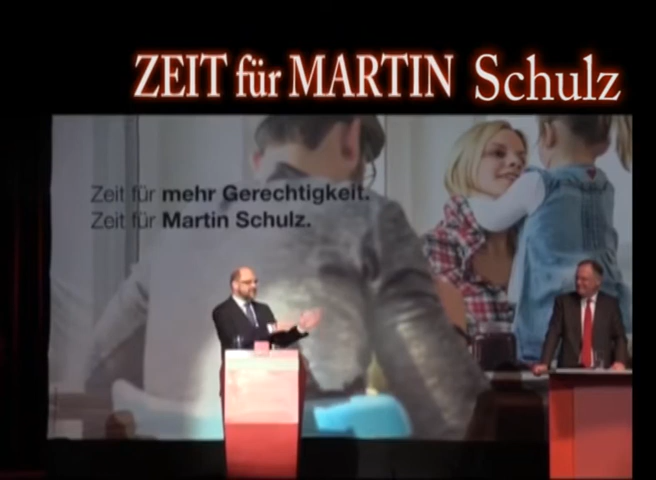 ZEIT für MARTIN Schulz
Zeit für mehr Gerechtigkeit.
Zeit für Martin Schulz.